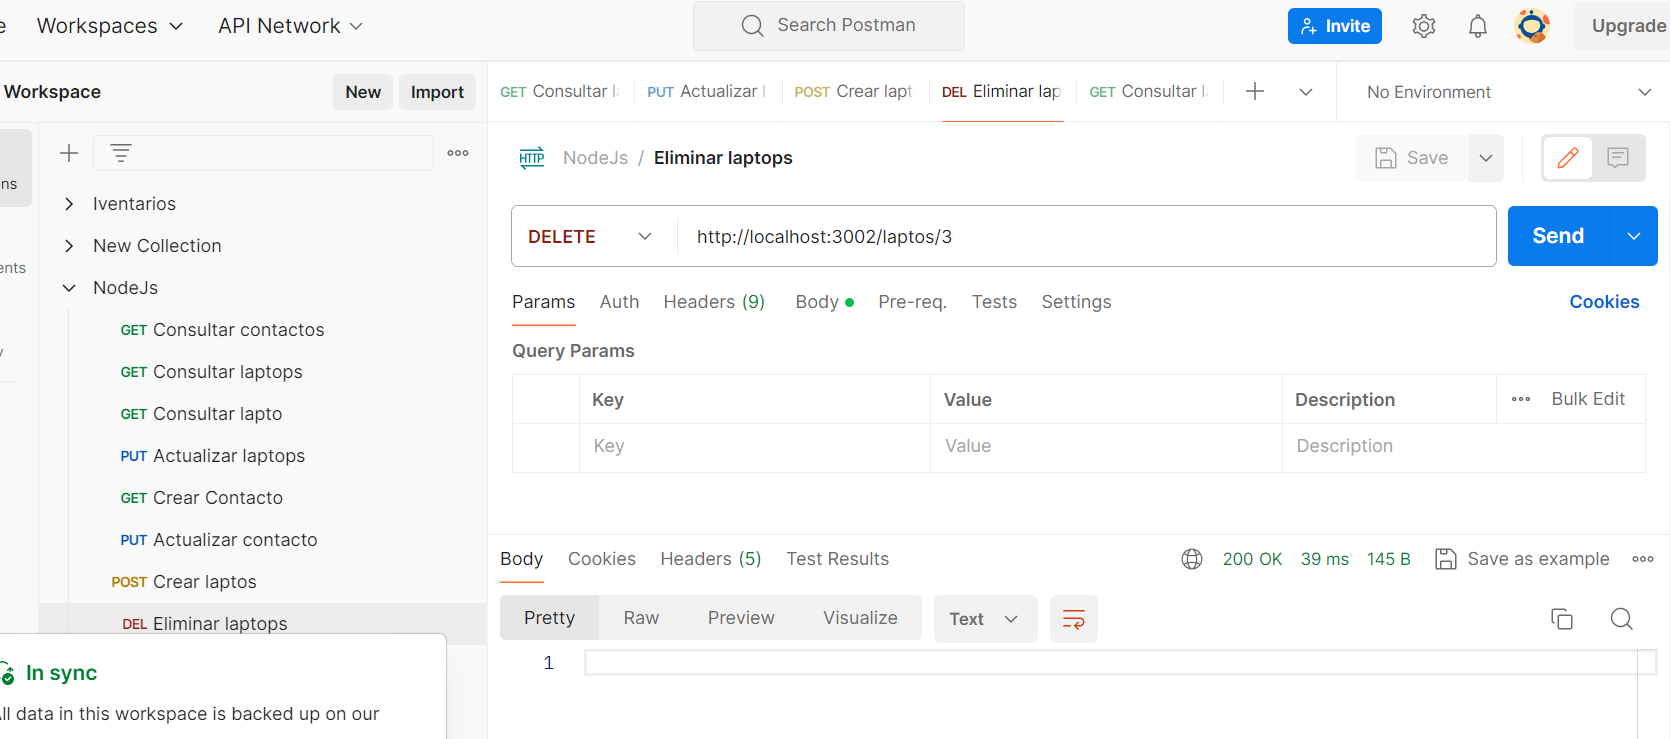 e Workspaces API Network Search Postman Invite Upgrade
Workspace New Import
GET Consultar la PUT Actualizar l POST Crear lapt DEL Eliminar lap GET Consultar la No Environment
HTTP NodeJs / Eliminar laptops Save
ns
Iventarios
New Collection
ents
NodeJs
GET Consultar contactos
GET Consultar laptops
GET Consultar lapto
PUT Actualizar laptops
GET Crear Contacto
PUT Actualizar contacto
POST Crear laptos
DEL Eliminar laptops
In sync
ll data in this workspace is backed up on our
DELETE http://localhost:3002/laptos/3 Send
Params Auth Headers (9) Body Pre-req. Tests Settings Cookies
Query Params
Key Value Description Bulk Edit
Key Value Description
Body Cookies Headers (5) Test Results 200 OK 39 ms 145 B Save as example
Pretty Raw Preview Visualize Text
1